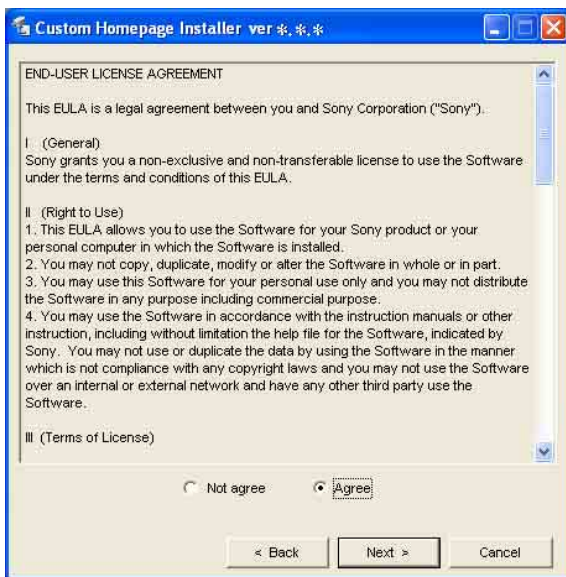 Custom Homepage Installer ver *.*.*
END-USER LICENSE AGREEMENT
This EULA is a legal agreement between you and Sony Corporation ("Sony").
I (General)
Sony grants you a non-exclusive and non-transferable license to use the Software
under the terms and conditions of this EULA.
II (Right to Use)
1. This EULA allows you to use the Software for your Sony product or your
personal computer in which the Software is installed.
2. You may not copy, duplicate, modify or alter the Software in whole or in part.
3. You may use this Software for your personal use only and you may not distribute
the Software in any purpose including commercial purpose.
4. You may use the Software in accordance with the instruction manuals or other
instruction, including without limitation the help file for the Software, indicated by
Sony. You may not use or duplicate the data by using the Software in the manner
which is not compliance with any copyright laws and you may not use the Software
over an internal or external network and have any other third party use the
Software.
III (Terms of License)
Not agree
Agree
< Back
Next >
Cancel